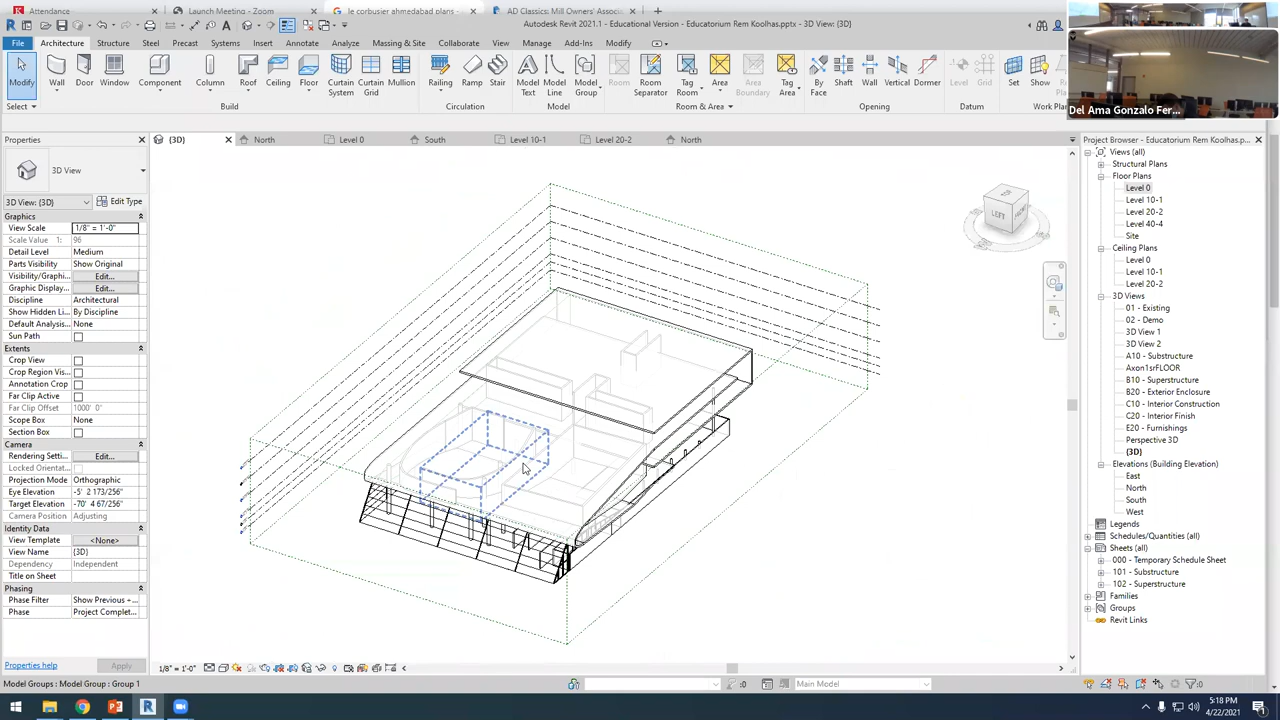 Attendance
Launch Meeting - Zoom
le corbusier ahmedabad plans -
AD Classics: Mill Owners' Associa
Autodesk Revit 2021.1 - Educational Version - Educatorium Rem Koolhas.pptx - 3D View: {3D}
File Architecture Structure Steel Precast Systems Insert Annotate Analyze Massing & Site Collaborate View Manage Add-Ins Modify
Modify Wall Door Window Component Column Roof Ceiling Floor Curtain System Curtain Grid Mullion Railing Ramp Stair Model Text Model Line Model Group Room Room Separator Tag Room Area Area Boundary Tag Area By Face Shaft Wall Vertical Dormer Level Grid Set Show
Select Build Circulation Model Room & Area Opening Datum Work Pl
Del Ama Gonzalo Fer...
Properties
{3D} North Level 0 South Level 10-1 Level 20-2 North
Project Browser - Educatorium Rem Koolhas.pp...
3D View
3D View: {3D} Edit Type
Graphics
View Scale 1/8" = 1'-0"
Scale Value 1: 96
Detail Level Medium
Parts Visibility Show Original
Visibility/Graphi... Edit...
Graphic Display... Edit...
Discipline Architectural
Show Hidden Li... By Discipline
Default Analysis... None
Sun Path
Extents
Crop View
Crop Region Vis...
Annotation Crop
Far Clip Active
Far Clip Offset 1000' 0"
Scope Box None
Section Box
Camera
Rendering Setti... Edit...
Locked Orientat...
Projection Mode Orthographic
Eye Elevation -5' 2 173/256"
Target Elevation -70' 4 67/256"
Camera Position Adjusting
Identity Data
View Template <None>
View Name {3D}
Dependency Independent
Title on Sheet
Phasing
Phase Filter Show Previous + ...
Phase Project Complet...
Properties help Apply
TOP
LEFT
FRONT
Views (all)
Structural Plans
Floor Plans
Level 0
Level 10-1
Level 20-2
Level 40-4
Site
Ceiling Plans
Level 0
Level 10-1
Level 20-2
3D Views
01 - Existing
02 - Demo
3D View 1
3D View 2
A10 - Substructure
Axon1srFLOOR
B10 - Superstructure
B20 - Exterior Enclosure
C10 - Interior Construction
C20 - Interior Finish
E20 - Furnishings
Perspective 3D
{3D}
Elevations (Building Elevation)
East
North
South
West
Legends
Schedules/Quantities (all)
Sheets (all)
000 - Temporary Schedule Sheet
101 - Substructure
102 - Superstructure
Families
Groups
Revit Links
1/8" = 1'-0"
Model Groups : Model Group : Group 1
:0
Main Model
:0
5:18 PM
4/22/2021